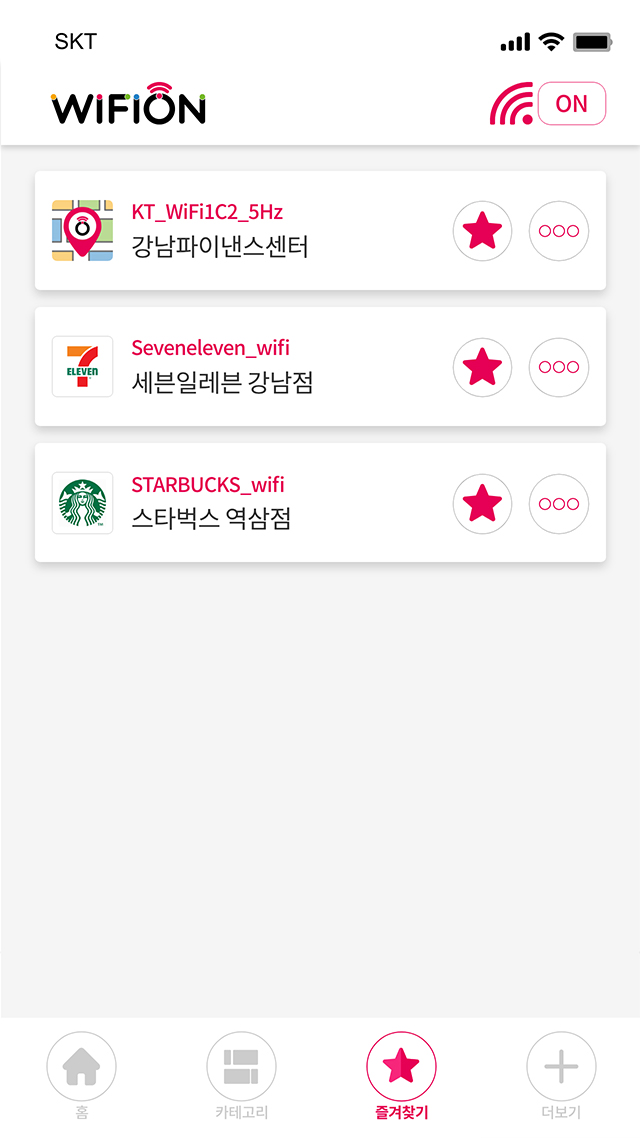 SKT
WiFiON
ON
KT_WiFi1C2_5Hz
강남파이낸스센터
7
ELEVEN
Seveneleven_wifi
세븐일레븐 강남점
STARBUCKS_wifi
스타벅스 역삼점
홈
카테고리
즐겨찾기
더보기